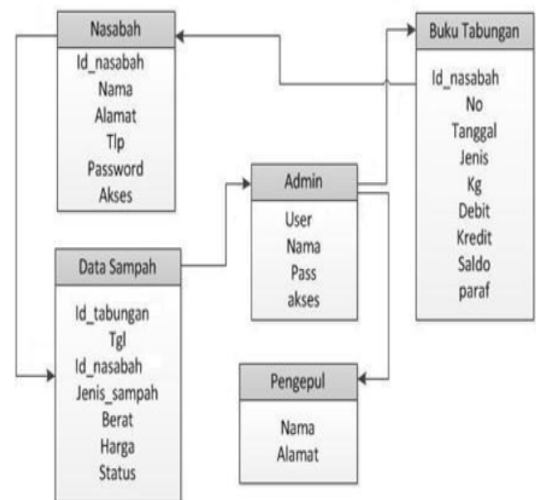 Nasabah
Id_nasabah
Nama
Alamat
Tlp
Password
Akses
Data Sampah
Id_tabungan
Tgl
Id_nasabah
Jenis_sampah
Berat
Harga
Status
Admin
User
Nama
Pass
akses
Pengepul
Nama
Alamat
Buku Tabungan
Id_nasabah
No
Tanggal
Jenis
Kg
Debit
Kredit
Saldo
paraf